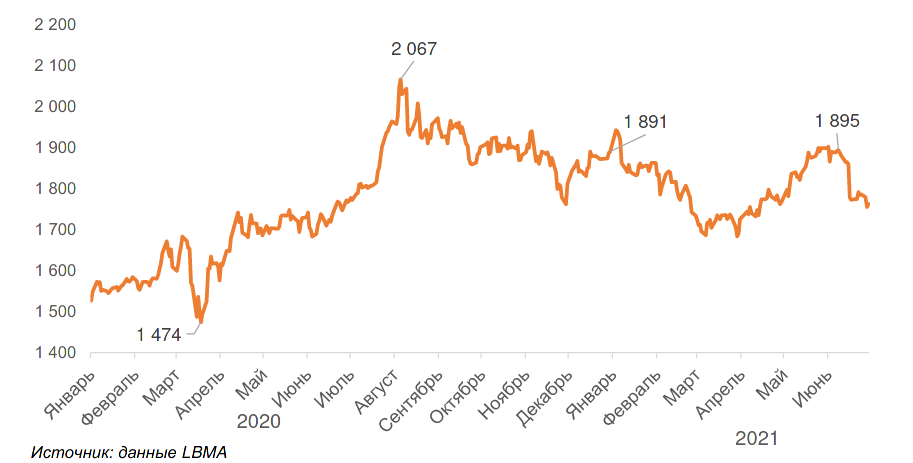 2 200
2 100
2 000
1 900
1 800
1 700
1 600
1 500
1 400
2 067
1 891
1 895
1 474
Январь
Февраль
Март
Апрель
Май
Июнь
Июль
Август
Сентябрь
Октябрь
Ноябрь
Декабрь
Январь
Февраль
Март
Апрель
Май
Июнь
2020
2021
Источник: данные LBMA